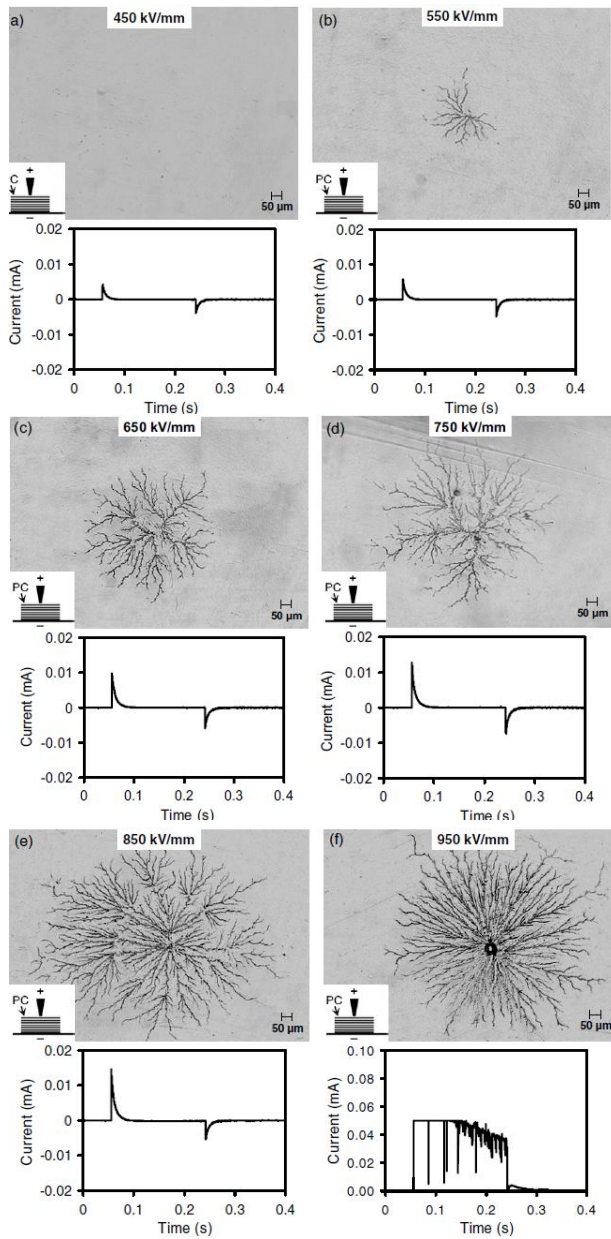 a)
450 kV/mm
C
+
−
50 µm
0.02
0.01
0
-0.01
-0.02
Current (mA)
0 0.1 0.2 0.3 0.4
Time (s)
(b)
550 kV/mm
PC
+
−
50 µm
0.02
0.01
0
-0.01
-0.02
Current (mA)
0 0.1 0.2 0.3 0.4
Time (s)
(c)
650 kV/mm
PC
+
−
50 µm
0.02
0.01
0
-0.01
-0.02
Current (mA)
0 0.1 0.2 0.3 0.4
Time (s)
(d)
750 kV/mm
PC
+
−
50 µm
0.02
0.01
0
-0.01
-0.02
Current (mA)
0 0.1 0.2 0.3 0.4
Time (s)
(e)
850 kV/mm
PC
+
−
50 µm
0.02
0.01
0
-0.01
-0.02
Current (mA)
0 0.1 0.2 0.3 0.4
Time (s)
(f)
950 kV/mm
PC
+
−
50 µm
0.10
0.08
0.06
0.04
0.02
0.00
Current (mA)
0 0.1 0.2 0.3 0.4
Time (s)